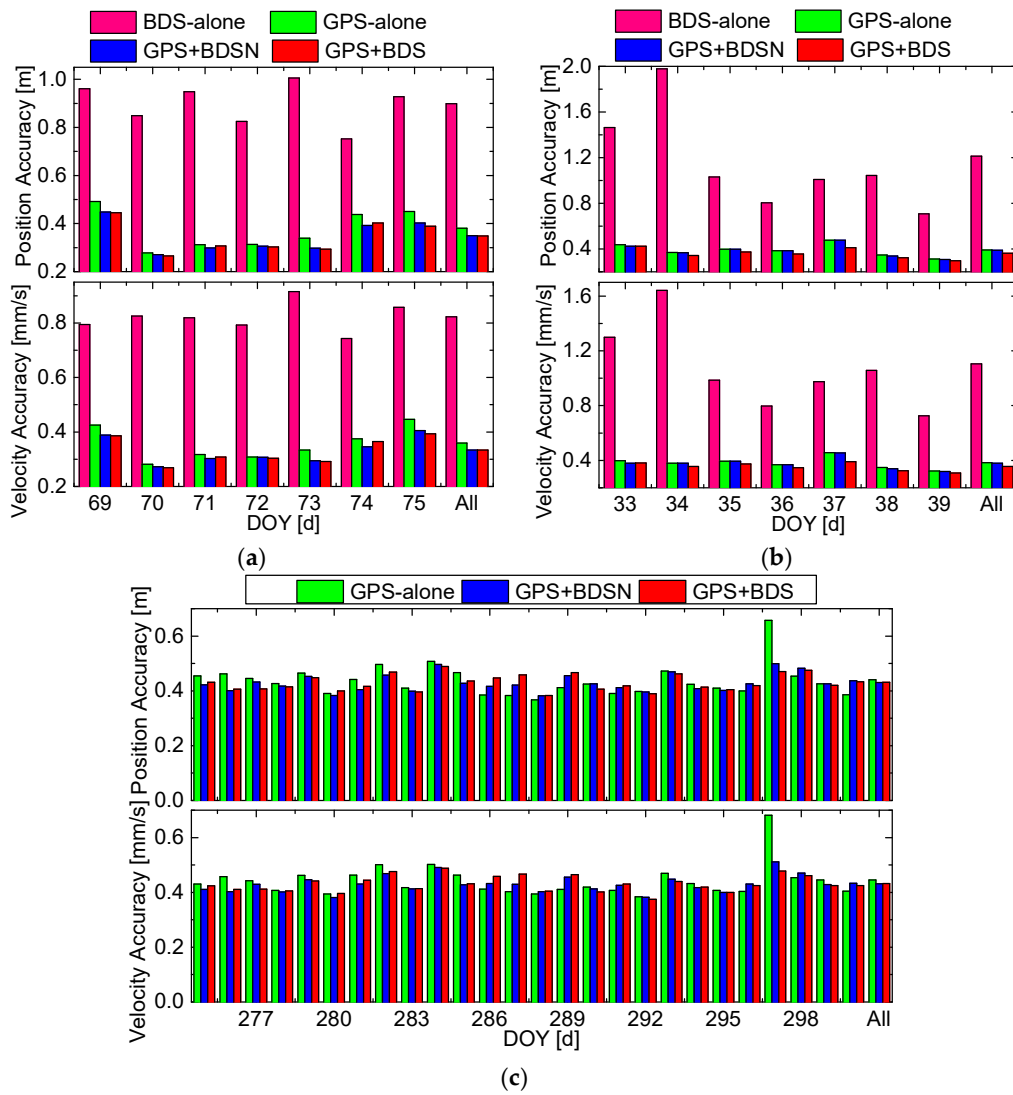 BDS-alone GPS-alone
GPS+BDSN GPS+BDS
Position Accuracy [m]
1.0
0.8
0.6
0.4
0.2
Velocity Accuracy [mm/s]
0.8
0.6
0.4
0.2
69 70 71 72 73 74 75 All
DOY [d]
(a)
BDS-alone GPS-alone
GPS+BDSN GPS+BDS
Position Accuracy [m]
2.0
1.6
1.2
0.8
0.4
Velocity Accuracy [mm/s]
1.6
1.2
0.8
0.4
33 34 35 36 37 38 39 All
DOY [d]
(b)
GPS-alone GPS+BDSN GPS+BDS
Position Accuracy [m]
0.6
0.4
0.2
0.0
Velocity Accuracy [mm/s]
0.6
0.4
0.2
0.0
277 280 283 286 289 292 295 298 All
DOY [d]
(c)